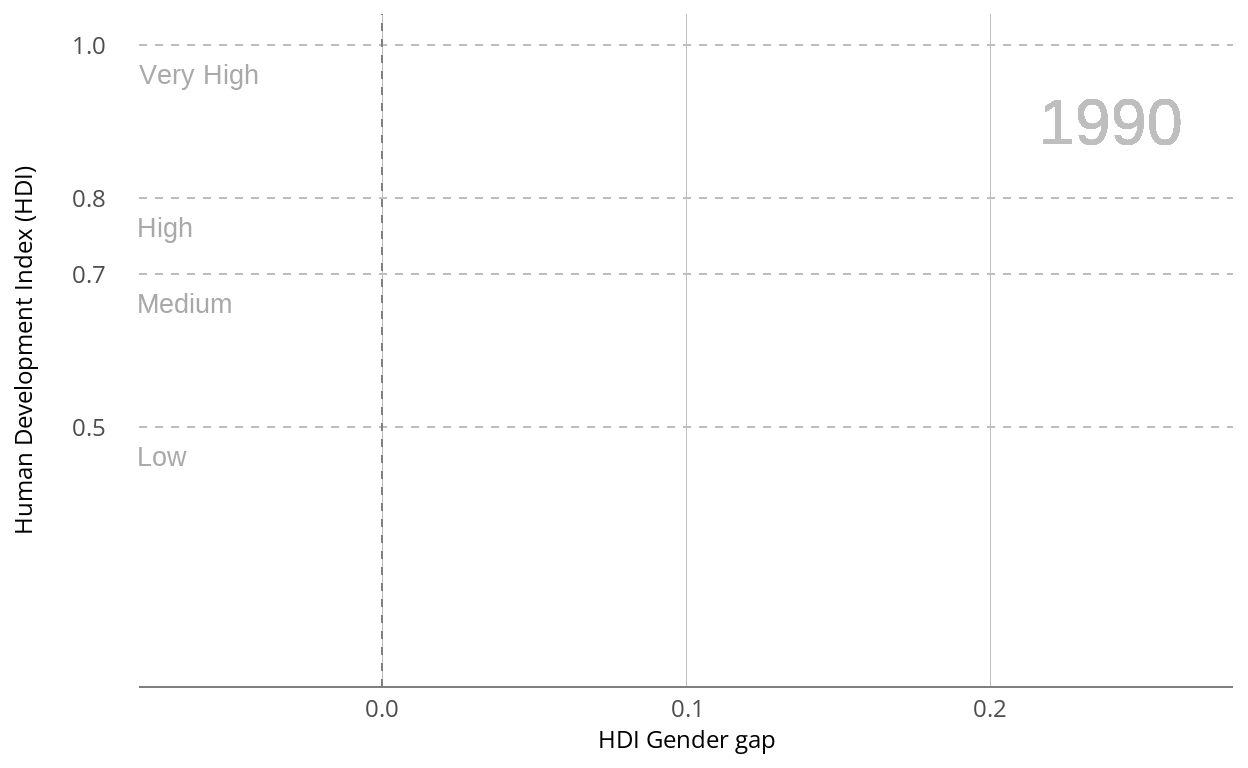 1.0
Very High
1990
0.8
High
0.7
Medium
0.5
Low
Human Development Index (HDI)
0.0 0.1 0.2
HDI Gender gap